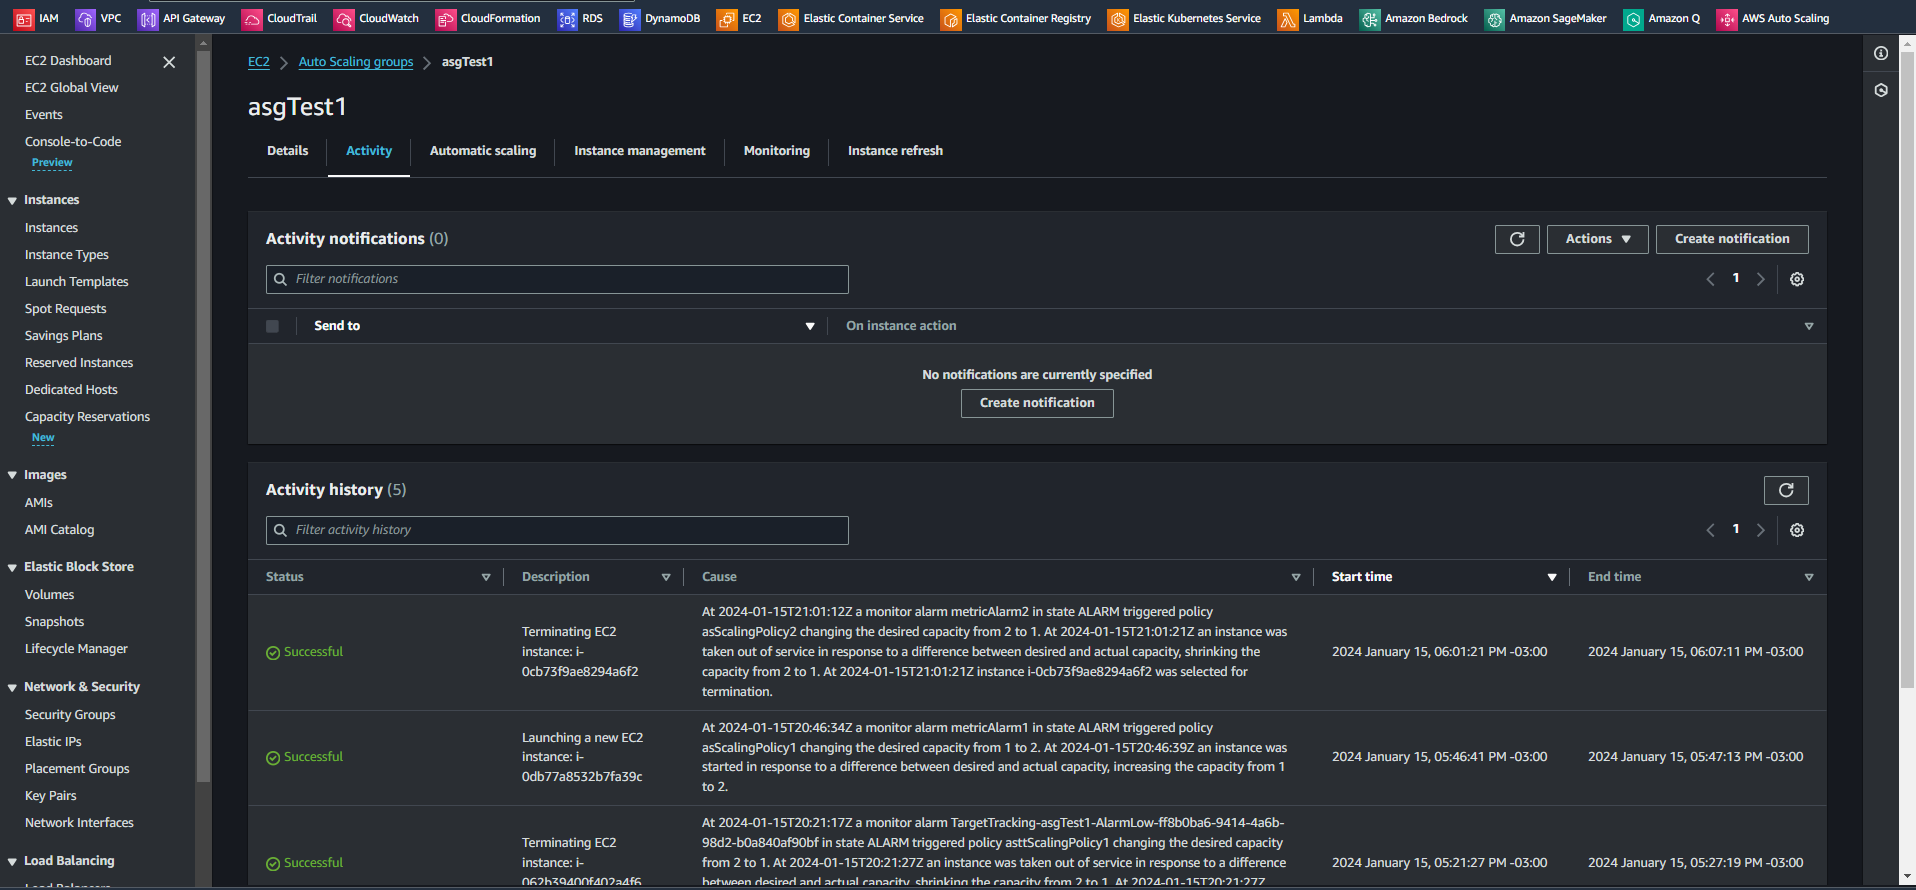 IAM VPC API Gateway CloudTrail CloudWatch CloudFormation RDS DynamoDB EC2 Elastic Container Service Elastic Container Registry Elastic Kubernetes Service Lambda Amazon Bedrock Amazon SageMaker Amazon Q AWS Auto Scaling
EC2 Dashboard
EC2 Global View
Events
Console-to-Code
Preview
Instances
Instances
Instance Types
Launch Templates
Spot Requests
Savings Plans
Reserved Instances
Dedicated Hosts
Capacity Reservations
New
Images
AMIs
AMI Catalog
Elastic Block Store
Volumes
Snapshots
Lifecycle Manager
Network & Security
Security Groups
Elastic IPs
Placement Groups
Key Pairs
Network Interfaces
Load Balancing
EC2 > Auto Scaling groups > asgTest1
asgTest1
Details Activity Automatic scaling Instance management Monitoring Instance refresh
Activity notifications (0)
Actions Create notification
Filter notifications
1
Send to On instance action
No notifications are currently specified
Create notification
Activity history (5)
Filter activity history
1
Status Description Cause Start time End time
Successful
Terminating EC2
instance: i-
0cb73f9ae8294a6f2
At 2024-01-15T21:01:12Z a monitor alarm metricAlarm2 in state ALARM triggered policy
asScalingPolicy2 changing the desired capacity from 2 to 1. At 2024-01-15T21:01:21Z an instance was
taken out of service in response to a difference between desired and actual capacity, shrinking the
capacity from 2 to 1. At 2024-01-15T21:01:21Z instance i-0cb73f9ae8294a6f2 was selected for
termination.
2024 January 15, 06:01:21 PM -03:00
2024 January 15, 06:07:11 PM -03:00
Successful
Launching a new EC2
instance: i-
0db77a8532b7fa39c
At 2024-01-15T20:46:34Z a monitor alarm metricAlarm1 in state ALARM triggered policy
asScalingPolicy1 changing the desired capacity from 1 to 2. At 2024-01-15T20:46:39Z an instance was
started in response to a difference between desired and actual capacity, increasing the capacity from 1
to 2.
2024 January 15, 05:46:41 PM -03:00
2024 January 15, 05:47:13 PM -03:00
Successful
Terminating EC2
instance: i-
062b39400f402a4f6
At 2024-01-15T20:21:17Z a monitor alarm TargetTracking-asgTest1-AlarmLow-ff8b0ba6-9414-4a6b-
98d2-b0a840af90bf in state ALARM triggered policy asttScalingPolicy1 changing the desired capacity
from 2 to 1. At 2024-01-15T20:21:27Z an instance was taken out of service in response to a difference
between desired and actual capacity, shrinking the capacity from 2 to 1. At 2024-01-15T20:21:27Z
2024 January 15, 05:21:27 PM -03:00
2024 January 15, 05:27:19 PM -03:00